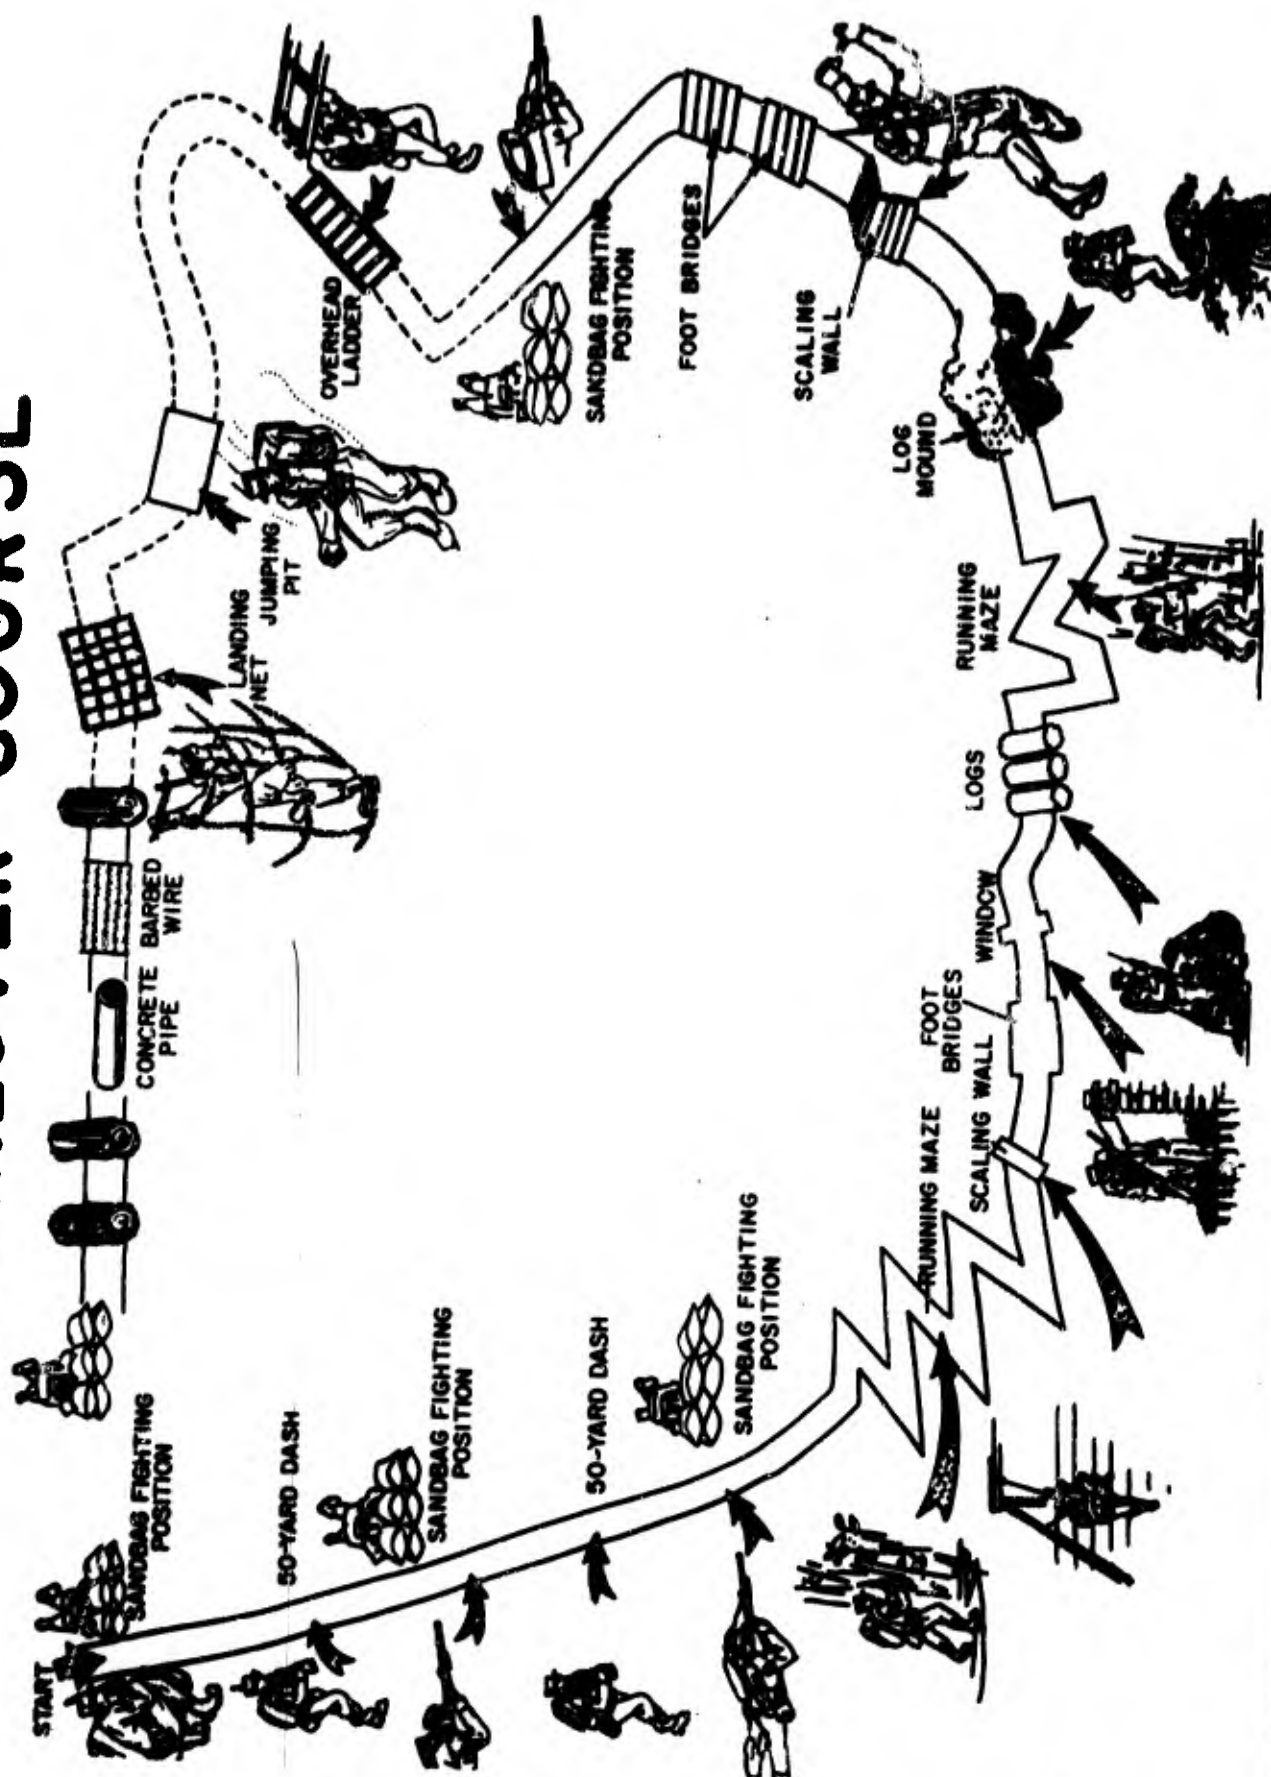 COURSE
START
SANDBAG FIGHTING
POSITION
50-YARD DASH
SANDBAG FIGHTING
POSITION
50-YARD DASH
SANDBAG FIGHTING
POSITION
RUNNING MAZE
SCALING WALL
FOOT
BRIDGES
WINDOW
LOGS
RUNNING
MAZE
LOG
MOUND
SCALING
WALL
FOOT BRIDGES
SANDBAG FIGHTING
POSITION
OVERHEAD
LADDER
JUMPING
PIT
LANDING
NET
BARBED
WIRE
CONCRETE
PIPE